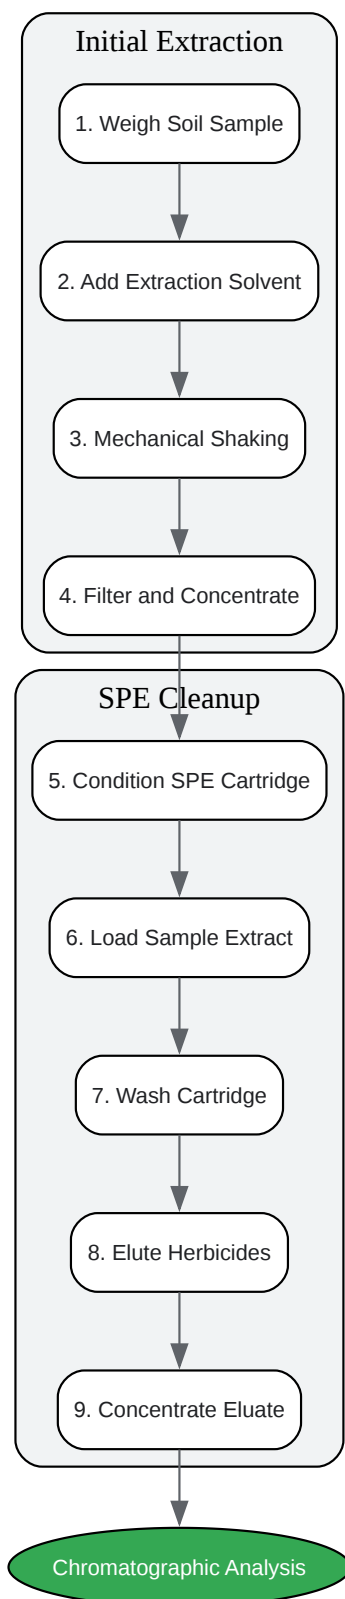 Initial Extraction
1. Weigh Soil Sample
2. Add Extraction Solvent
3. Mechanical Shaking
4. Filter and Concentrate
SPE Cleanup
5. Condition SPE Cartridge
6. Load Sample Extract
7. Wash Cartridge
8. Elute Herbicides
9. Concentrate Eluate
Chromatographic Analysis